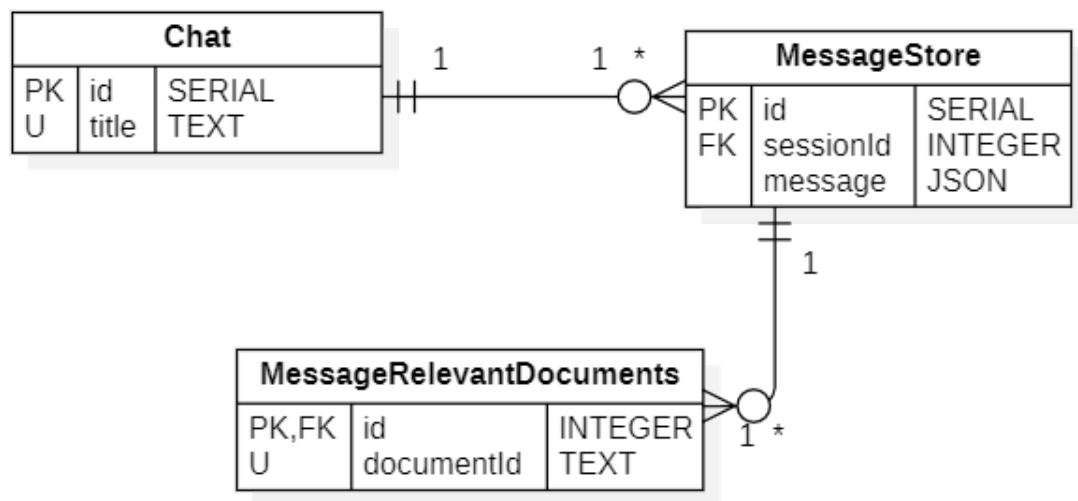 Chat
PK id SERIAL
U title TEXT
1
1 *
MessageStore
PK id SERIAL
FK sessionId INTEGER
message JSON
1
MessageRelevantDocuments
PK,FK id INTEGER
U documentId TEXT
1 *